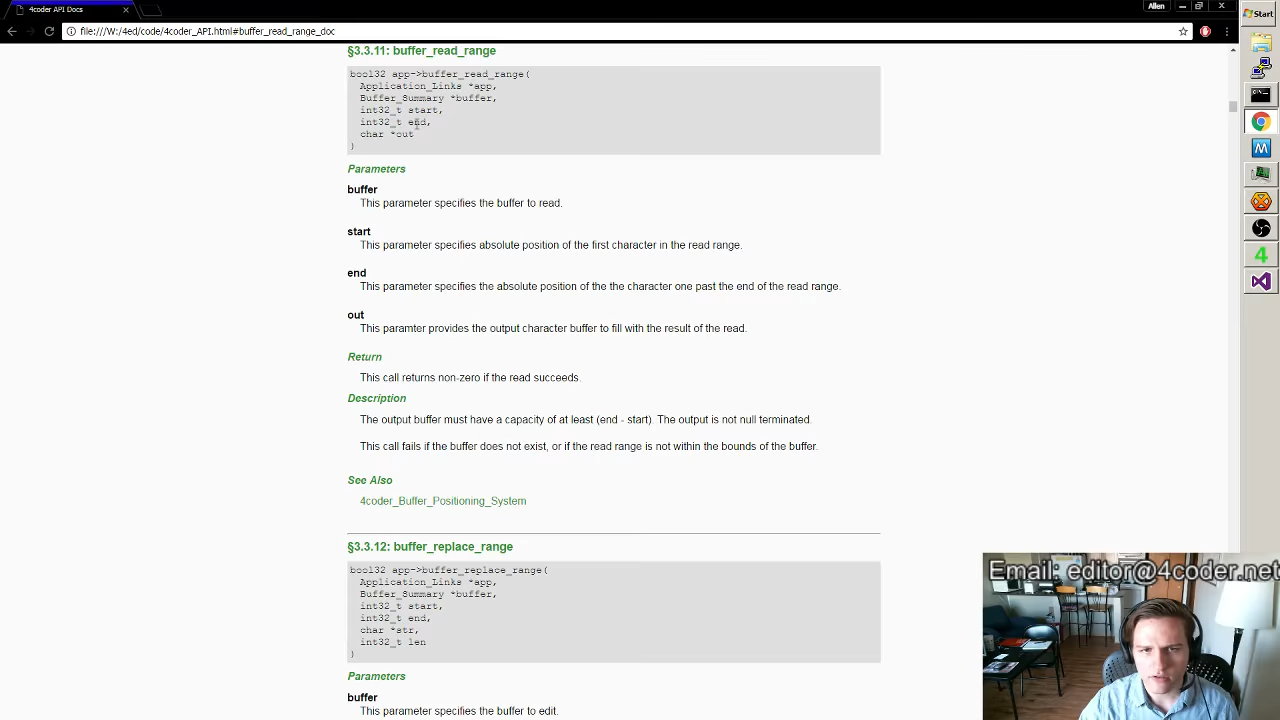 4coder API Docs
Allen
Start
file:///W:/4ed/code/4coder_API.html#buffer_read_range_doc
§3.3.11: buffer_read_range
bool32 app->buffer_read_range(
Application_Links *app,
Buffer_Summary *buffer,
int32_t start,
int32_t end,
char *out
)
Parameters
buffer
This parameter specifies the buffer to read.
start
This parameter specifies absolute position of the first character in the read range.
end
This parameter specifies the absolute position of the the character one past the end of the read range.
out
This paramter provides the output character buffer to fill with the result of the read.
Return
This call returns non-zero if the read succeeds.
Description
The output buffer must have a capacity of at least (end - start). The output is not null terminated.
This call fails if the buffer does not exist, or if the read range is not within the bounds of the buffer.
See Also
4coder_Buffer_Positioning_System
§3.3.12: buffer_replace_range
bool32 app->buffer_replace_range(
Application_Links *app,
Buffer_Summary *buffer,
int32_t start,
int32_t end,
char *str,
int32_t len
)
Parameters
buffer
This parameter specifies the buffer to edit.
Email: editor@4coder.net
M
4